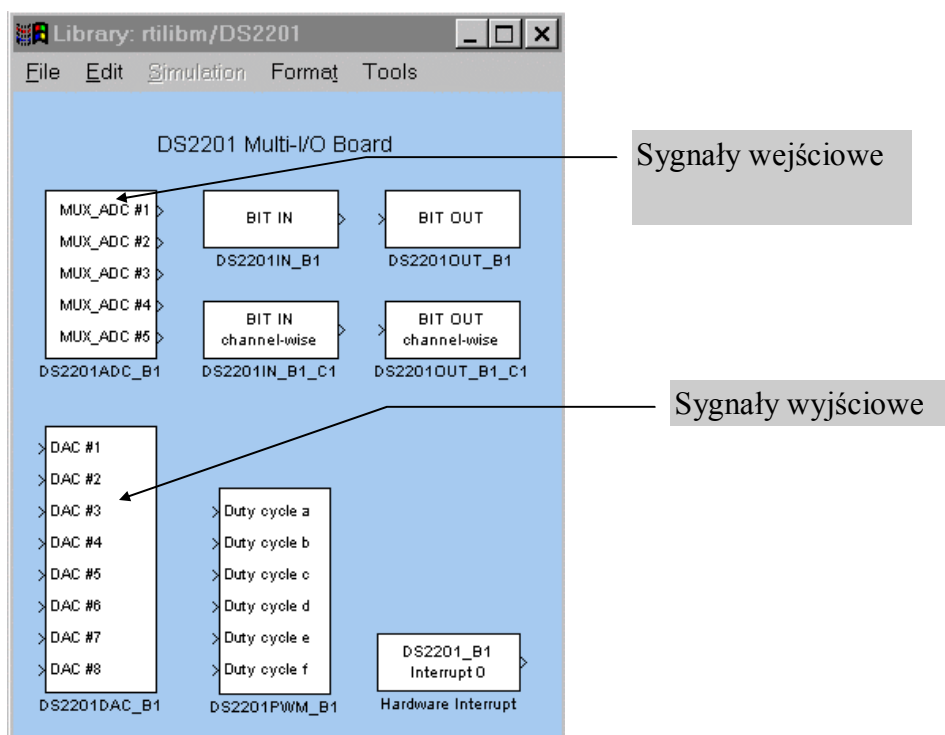 Library: rtilibm/DS2201
File Edit Simulation Format Tools
DS2201 Multi-I/O Board
Sygnały wejściowe
MUX_ADC #1
MUX_ADC #2
MUX_ADC #3
MUX_ADC #4
MUX_ADC #5
DS2201ADC_B1
BIT IN
DS2201IN_B1
BIT OUT
DS2201OUT_B1
BIT IN
channel-wise
DS2201IN_B1_C1
BIT OUT
channel-wise
DS2201OUT_B1_C1
Sygnały wyjściowe
DAC #1
DAC #2
DAC #3
DAC #4
DAC #5
DAC #6
DAC #7
DAC #8
DS2201DAC_B1
Duty cycle a
Duty cycle b
Duty cycle c
Duty cycle d
Duty cycle e
Duty cycle f
DS2201PWM_B1
DS2201_B1
Interrupt 0
Hardware Interrupt